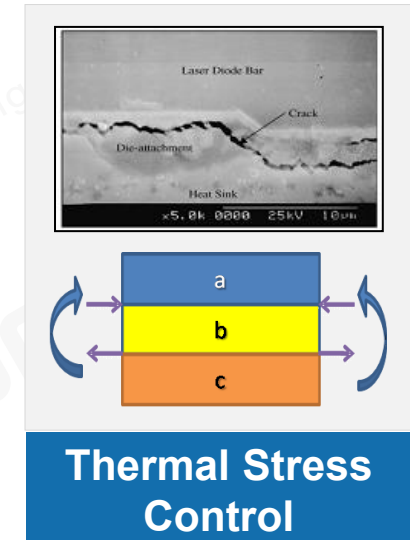 Laser Diode Bar
Crack
Die-attachment
Heat Sink
×5.0k 0000 25kV 10μm
a
b
c
Thermal Stress
Control